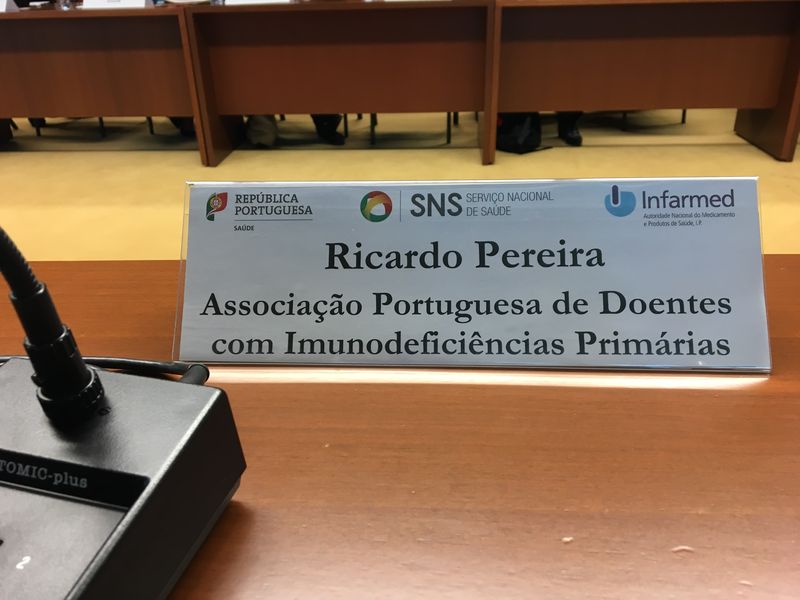 REPÚBLICA
PORTUGUESA
SAÚDE
SNS
SERVIÇO NACIONAL
DE SAÚDE
Infarmed
Autoridade Nacional do Medicamento
e Produtos de Saúde, I.P.
Ricardo Pereira
Associação Portuguesa de Doentes
com Imunodeficiências Primárias
TOMIC-plus
2